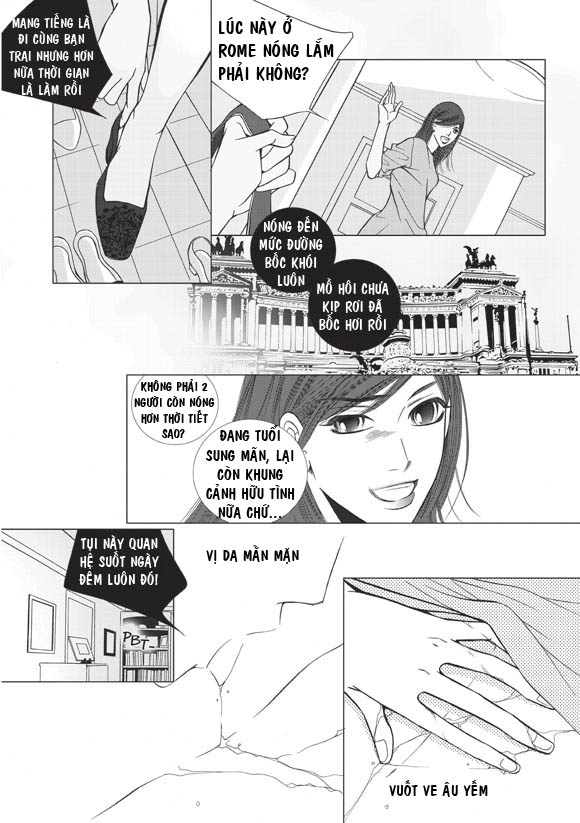 MANG TIẾNG LÀ
ĐI CÙNG BẠN
TRAI NHƯNG HƠN
NỮA THỜI GIAN
LÀ LÀM RỒI
LÚC NÀY Ở
ROME NÓNG LẮM
PHẢI KHÔNG?
NÓNG ĐẾN
MỨC ĐƯỜNG
BỐC KHÓI
LUÔN
MỒ HÔI CHƯA
KỊP RƠI ĐÃ
BỐC HƠI RỒI
KHÔNG PHẢI 2
NGƯỜI CÒN NÓNG
HƠN THỜI TIẾT
SAO?
ĐANG TUỔI
SUNG MÃN, LẠI
CÒN KHUNG
CẢNH HỮU TÌNH
NỮA CHỨ...
TỤI NÀY QUAN
HỆ SUỐT NGÀY
ĐÊM LUÔN ĐÓ!
VỊ DA MẰN MẶN
PBT_
VUỐT VE ÂU YẾM